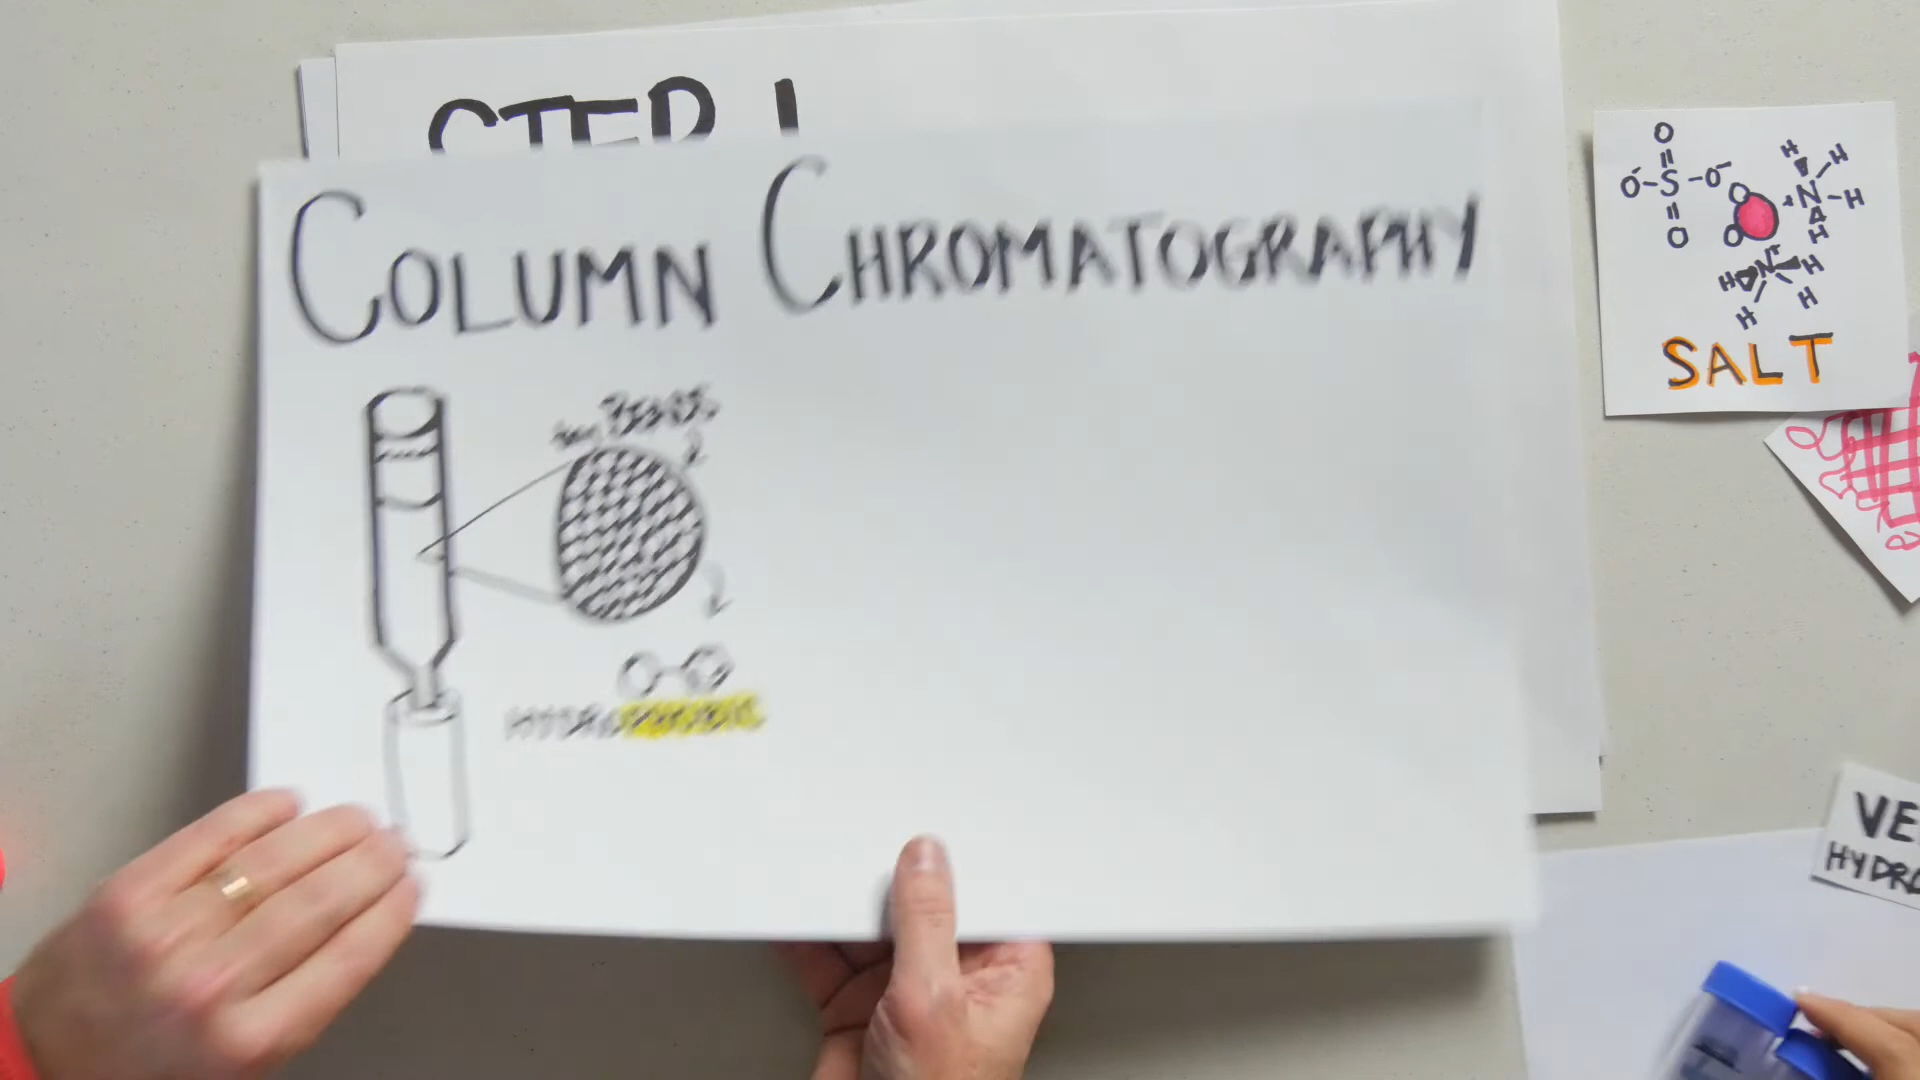 STEP 1
COLUMN CHROMATOGRAPHY
BEADS
HYDROPHOBIC
O
O⁻-S-O⁻
O
H H
N-H
H
H N⁺ H
H H
SALT
VE
HYDRO